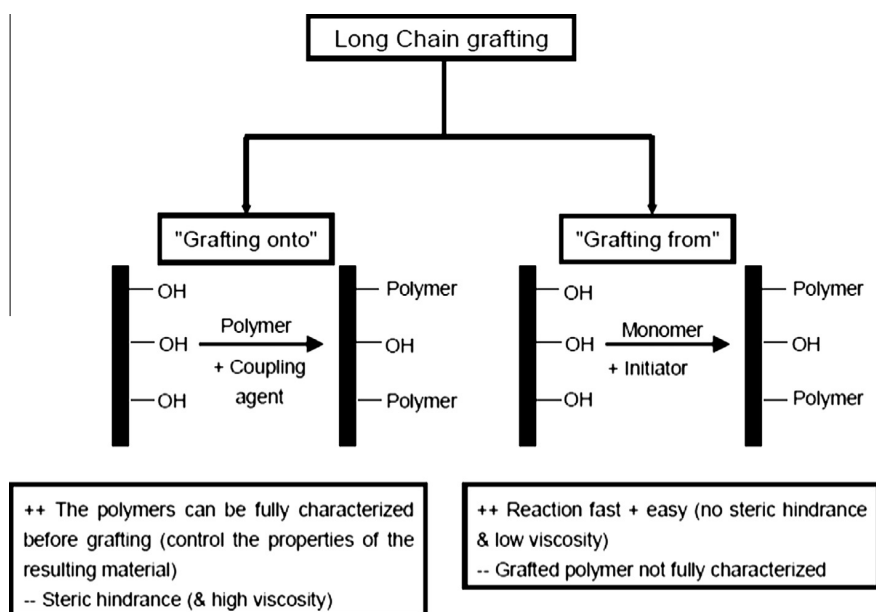 Long Chain grafting
"Grafting onto"
OH
OH
OH
Polymer
+ Coupling
agent
Polymer
OH
Polymer
"Grafting from"
OH
OH
OH
Monomer
+ Initiator
Polymer
OH
Polymer
++ The polymers can be fully characterized
before grafting (control the properties of the
resulting material)
-- Steric hindrance (& high viscosity)
++ Reaction fast + easy (no steric hindrance
& low viscosity)
-- Grafted polymer not fully characterized